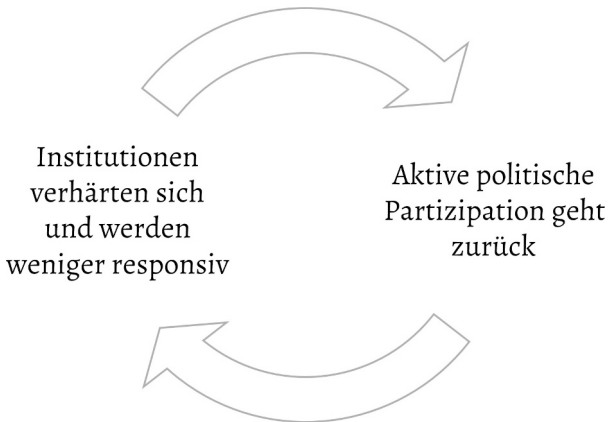 Institutionen
verhärten sich
und werden
weniger responsiv
Aktive politische
Partizipation geht
zurück